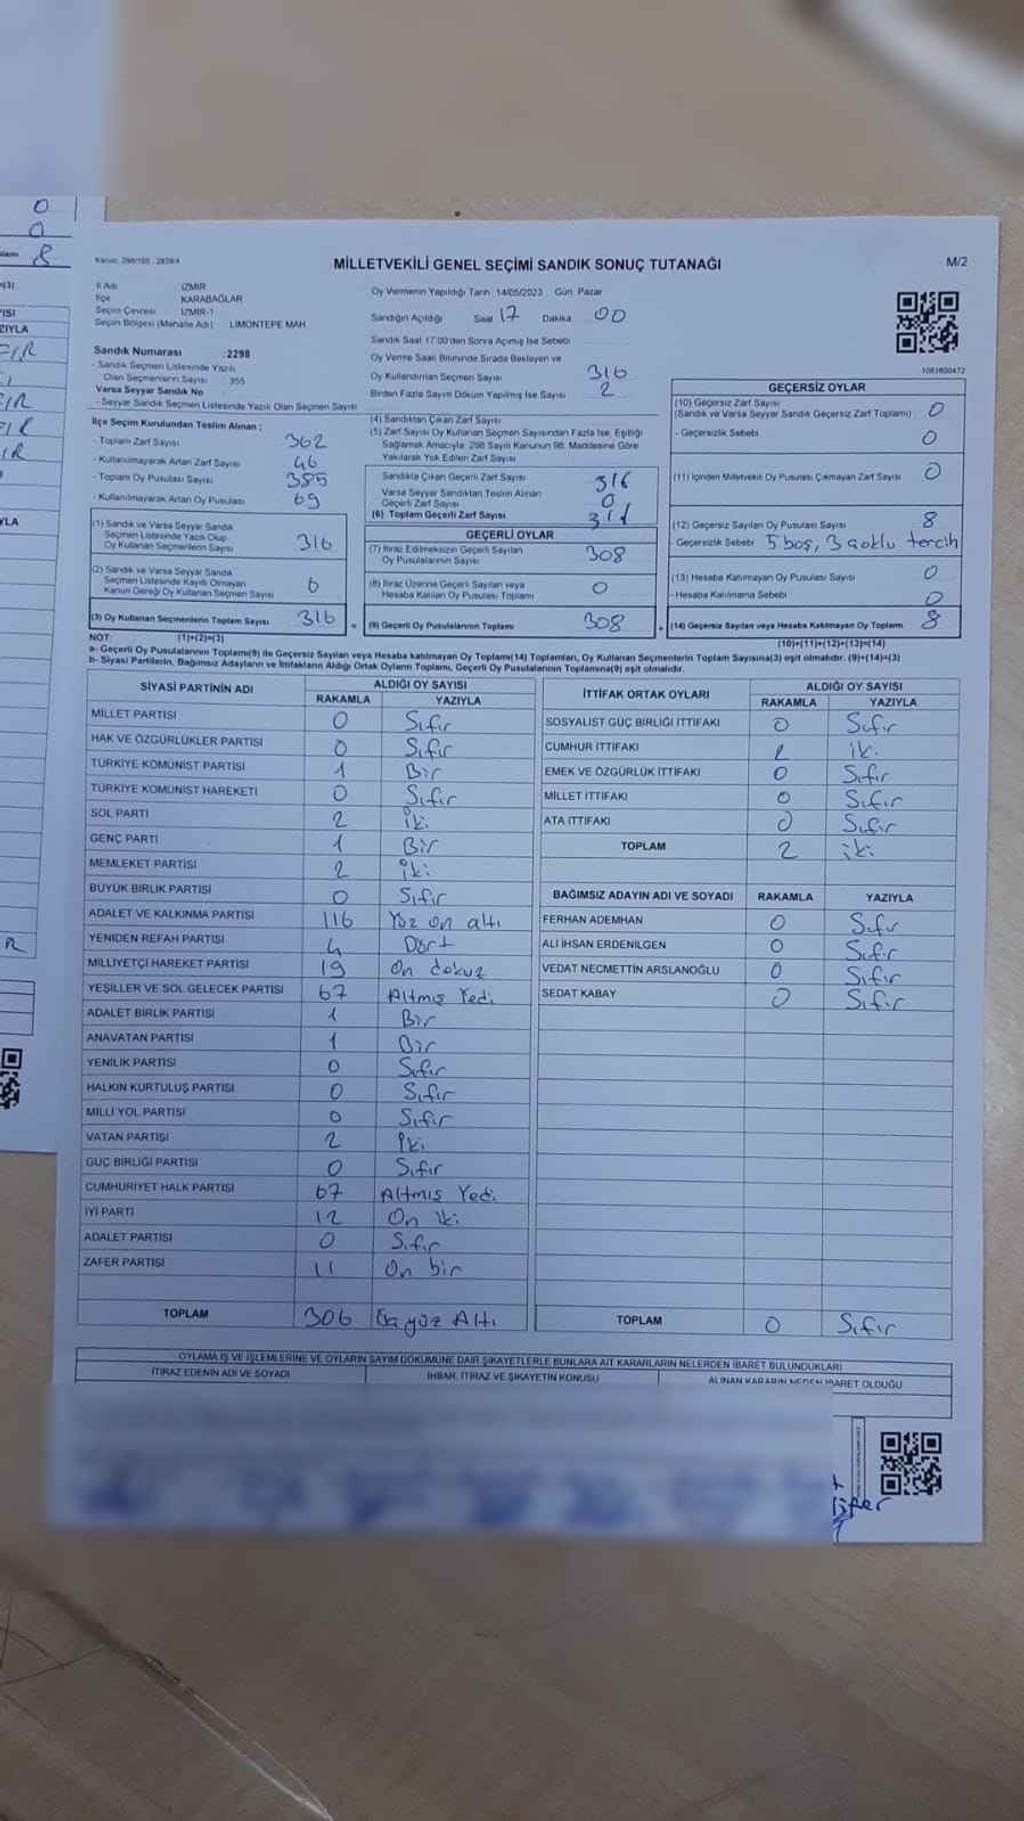 0
0
8
ISI
ZIYLA
YLA
R
Kanun: 298/105 - 2839/4
MİLLETVEKİLİ GENEL SEÇİMİ SANDIK SONUÇ TUTANAĞI
M/2
İl Adı İZMİR
İlçe KARABAĞLAR
Seçim Çevresi İZMİR-1
Seçim Bölgesi (Mahalle Adı) LİMONTEPE MAH.
Sandık Numarası :2298
- Sandık Seçmen Listesinde Yazılı
Olan Seçmenlerin Sayısı : 355
Varsa Seyyar Sandık No
- Seyyar Sandık Seçmen Listesinde Yazılı Olan Seçmen Sayısı
İlçe Seçim Kurulundan Teslim Alınan ;
- Toplam Zarf Sayısı 362
- Kullanılmayarak Artan Zarf Sayısı 46
- Toplam Oy Pusulası Sayısı 385
- Kullanılmayarak Artan Oy Pusulası 69
(1) Sandık ve Varsa Seyyar Sandık
Seçmen Listesinde Yazılı Olup
Oy Kullanan Seçmenlerin Sayısı 316
(2) Sandık ve Varsa Seyyar Sandık
Seçmen Listesinde Kayıtlı Olmayan
Kanun Gereği Oy Kullanan Seçmen Sayısı
(3) Oy Kullanan Seçmenlerin Toplam Sayısı 316 =
(1)+(2)=(3)
Oy Vermenin Yapıldığı Tarih: 14/05/2023 Gün: Pazar
Sandığın Açıldığı Saat 17 Dakika 00
Sandık Saat 17:00'den Sonra Açılmış İse Sebebi
Oy Verme Saati Bitiminde Sırada Bekleyen ve
Oy Kullandırılan Seçmen Sayısı
Birden Fazla Sayım Döküm Yapılmış İse Sayısı 2
(4) Sandıktan Çıkan Zarf Sayısı 316
(5) Zarf Sayısı Oy Kullanan Seçmen Sayısından Fazla İse, Eşitliği
Sağlamak Amacıyla; 298 Sayılı Kanunun 98. Maddesine Göre
Yakılarak Yok Edilen Zarf Sayısı
Sandıkta Çıkan Geçerli Zarf Sayısı 316
Varsa Seyyar Sandıktan Teslim Alınan
Geçerli Zarf Sayısı 0
(6) Toplam Geçerli Zarf Sayısı
GEÇERLİ OYLAR
(7) İtiraz Edilmeksizin Geçerli Sayılan
Oy Pusulalarının Sayısı 308
(8) İtiraz Üzerine Geçerli Sayılan veya
Hesaba Katılan Oy Pusulası Toplamı 0
(9) Geçerli Oy Pusulalarının Toplamı 308 +
1081800472
GEÇERSİZ OYLAR
(10) Geçersiz Zarf Sayısı
(Sandık ve Varsa Seyyar Sandık Geçersiz Zarf Toplamı) 0
- Geçersizlik Sebebi 0
(11) İçinden Milletvekili Oy Pusulası Çıkmayan Zarf Sayısı 0
(12) Geçersiz Sayılan Oy Pusulası Sayısı 8
Geçersizlik Sebebi 5 boş, 3 çoklu tercih
(13) Hesaba Katılmayan Oy Pusulası Sayısı 0
- Hesaba Katılmama Sebebi 0
(14) Geçersiz Sayılan veya Hesaba Katılmayan Oy Toplamı 8
(10)+(11)+(12)+(13)=(14)
NOT:
a- Geçerli Oy Pusulasının Toplamı(9) ile Geçersiz Sayılan veya Hesaba katılmayan Oy Toplamı(14) Toplamları, Oy Kullanan Seçmenlerin Toplam Sayısına(3) eşit olmalıdır. (9)+(14)=(3)
b- Siyasi Partilerin, Bağımsız Adayların ve İttifakların Aldığı Ortak Oyların Toplamı, Geçerli Oy Pusulalarının Toplamına(9) eşit olmalıdır.
SİYASİ PARTİNİN ADI ALDIĞI OY SAYISI
RAKAMLA YAZIYLA
MİLLET PARTİSİ 0 Sıfır
HAK VE ÖZGÜRLÜKLER PARTİSİ 0 Sıfır
TÜRKİYE KOMÜNİST PARTİSİ 1 Bir
TÜRKİYE KOMÜNİST HAREKETİ 0 Sıfır
SOL PARTİ 2 İki
GENÇ PARTİ 1 Bir
MEMLEKET PARTİSİ 2 İki
BÜYÜK BİRLİK PARTİSİ 0 Sıfır
ADALET VE KALKINMA PARTİSİ 116 Yüz on altı
YENİDEN REFAH PARTİSİ 4 Dört
MİLLİYETÇİ HAREKET PARTİSİ 19 On dokuz
YEŞİLLER VE SOL GELECEK PARTİSİ 67 Altmış Yedi
ADALET BİRLİK PARTİSİ 1 Bir
ANAVATAN PARTİSİ 1 Bir
YENİLİK PARTİSİ 0 Sıfır
HALKIN KURTULUŞ PARTİSİ 0 Sıfır
MİLLİ YOL PARTİSİ 0 Sıfır
VATAN PARTİSİ 2 İki
GÜÇ BİRLİĞİ PARTİSİ 0 Sıfır
CUMHURİYET HALK PARTİSİ 67 Altmış Yedi
İYİ PARTİ 12 On İki
ADALET PARTİSİ 0 Sıfır
ZAFER PARTİSİ 11 On bir
TOPLAM 306 Üç yüz Altı
İTTİFAK ORTAK OYLARI ALDIĞI OY SAYISI
RAKAMLA YAZIYLA
SOSYALİST GÜÇ BİRLİĞİ İTTİFAKI 0 Sıfır
CUMHUR İTTİFAKI 2 İki
EMEK VE ÖZGÜRLÜK İTTİFAKI 0 Sıfır
MİLLET İTTİFAKI 0 Sıfır
ATA İTTİFAKI 0 Sıfır
TOPLAM 2 iki
BAĞIMSIZ ADAYIN ADI VE SOYADI RAKAMLA YAZIYLA
FERHAN ADEMHAN 0 Sıfır
ALİ İHSAN ERDENİLGEN 0 Sıfır
VEDAT NECMETTİN ARSLANOĞLU 0 Sıfır
SEDAT KABAY 0 Sıfır
TOPLAM 0 Sıfır
OYLAMA İŞ VE İŞLEMLERİNE VE OYLARIN SAYIM DÖKÜMÜNE DAİR ŞİKAYETLERLE BUNLARA AİT KARARLARIN NELERDEN İBARET BULUNDUKLARI
İTİRAZ EDENİN ADI VE SOYADI İHBAR, İTİRAZ VE ŞİKAYETİN KONUSU ALINAN KARARIN NEDEN İBARET OLDUĞU